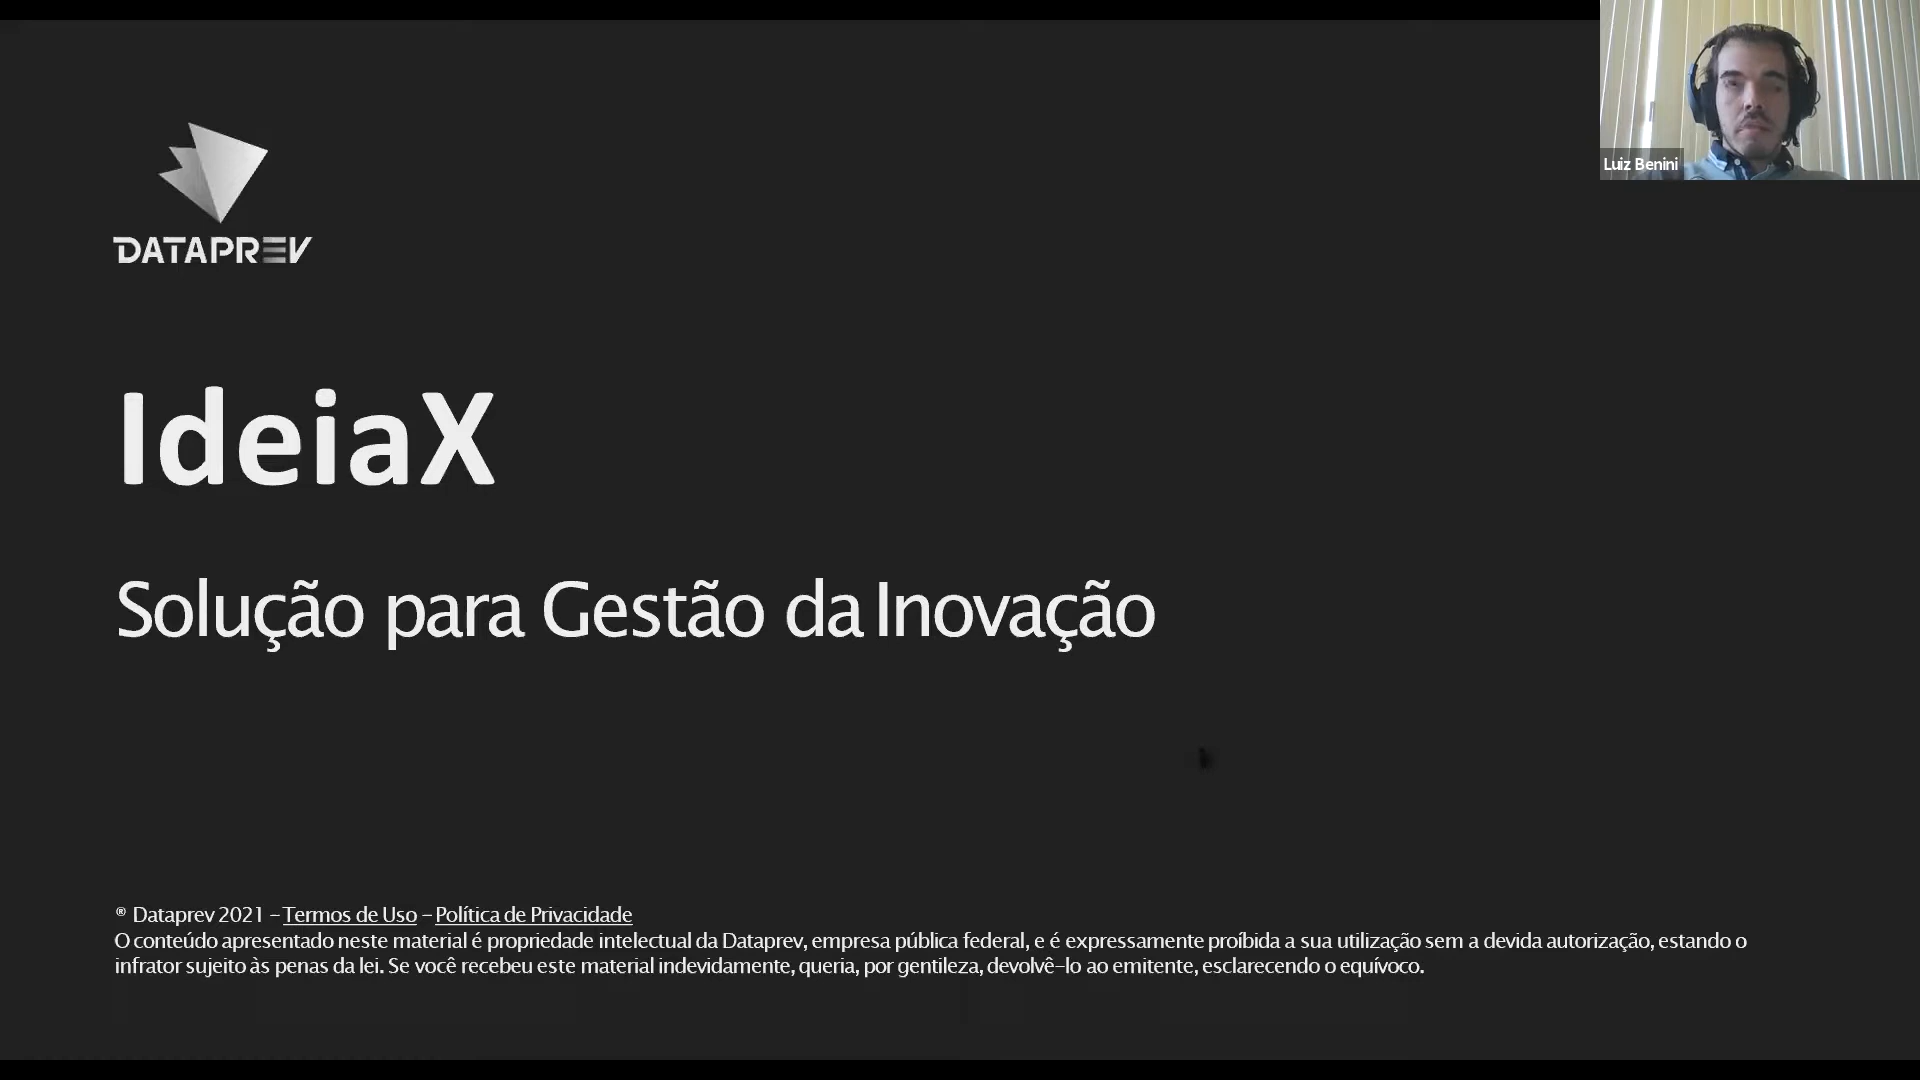 Luiz Benini
DATAPREV
IdeiaX
Solução para Gestão da Inovação
® Dataprev 2021 – Termos de Uso – Política de Privacidade
O conteúdo apresentado neste material é propriedade intelectual da Dataprev, empresa pública federal, e é expressamente proíbida a sua utilização sem a devida autorização, estando o
infrator sujeito às penas da lei. Se você recebeu este material indevidamente, queria, por gentileza, devolvê-lo ao emitente, esclarecendo o equívoco.